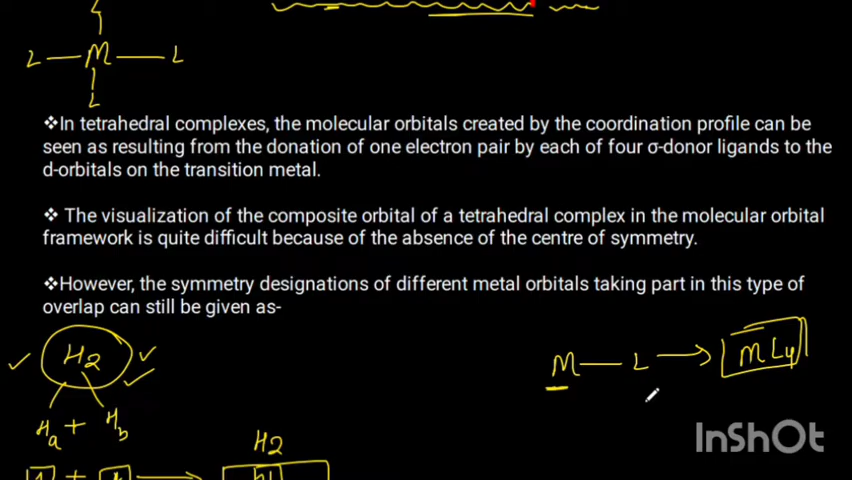 L — M — L
L
❖In tetrahedral complexes, the molecular orbitals created by the coordination profile can be
seen as resulting from the donation of one electron pair by each of four σ-donor ligands to the
d-orbitals on the transition metal.
❖ The visualization of the composite orbital of a tetrahedral complex in the molecular orbital
framework is quite difficult because of the absence of the centre of symmetry.
❖However, the symmetry designations of different metal orbitals taking part in this type of
overlap can still be given as-
H2
M — L → ML4
Ha + Hb
H2
InShOt